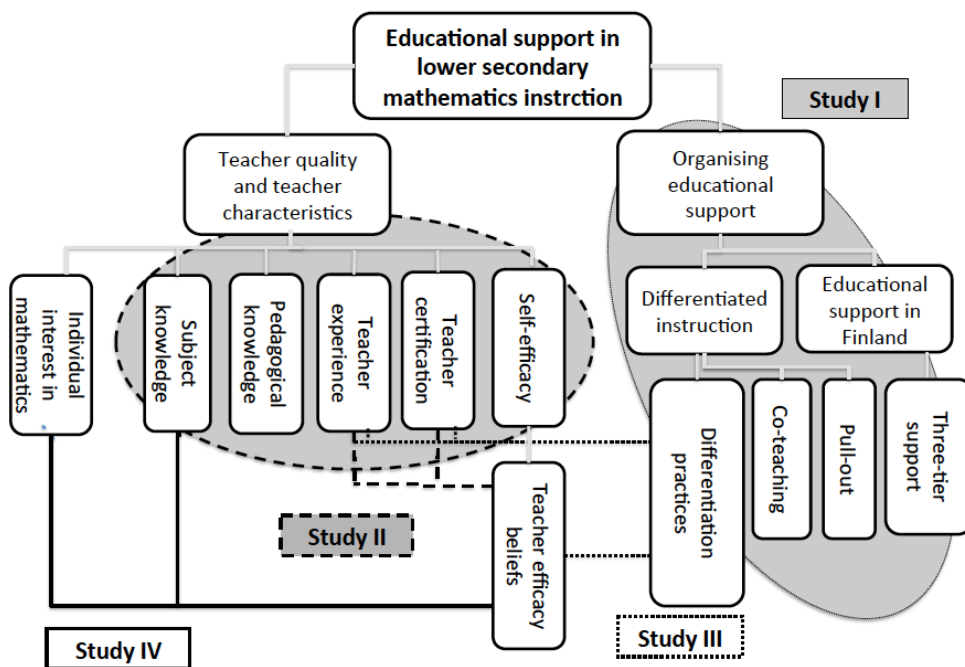 Educational support in
lower secondary
mathematics instrction
Study I
Teacher quality
and teacher
characteristics
Organising
educational
support
Individual
interest in
mathematics
Subject
knowledge
Pedagogical
knowledge
Teacher
experience
Teacher
certification
Self-efficacy
Differentiated
instruction
Educational
support in
Finland
Differentiation
practices
Co-teaching
Pull-out
Three-tier
support
Teacher efficacy
beliefs
Study II
Study III
Study IV